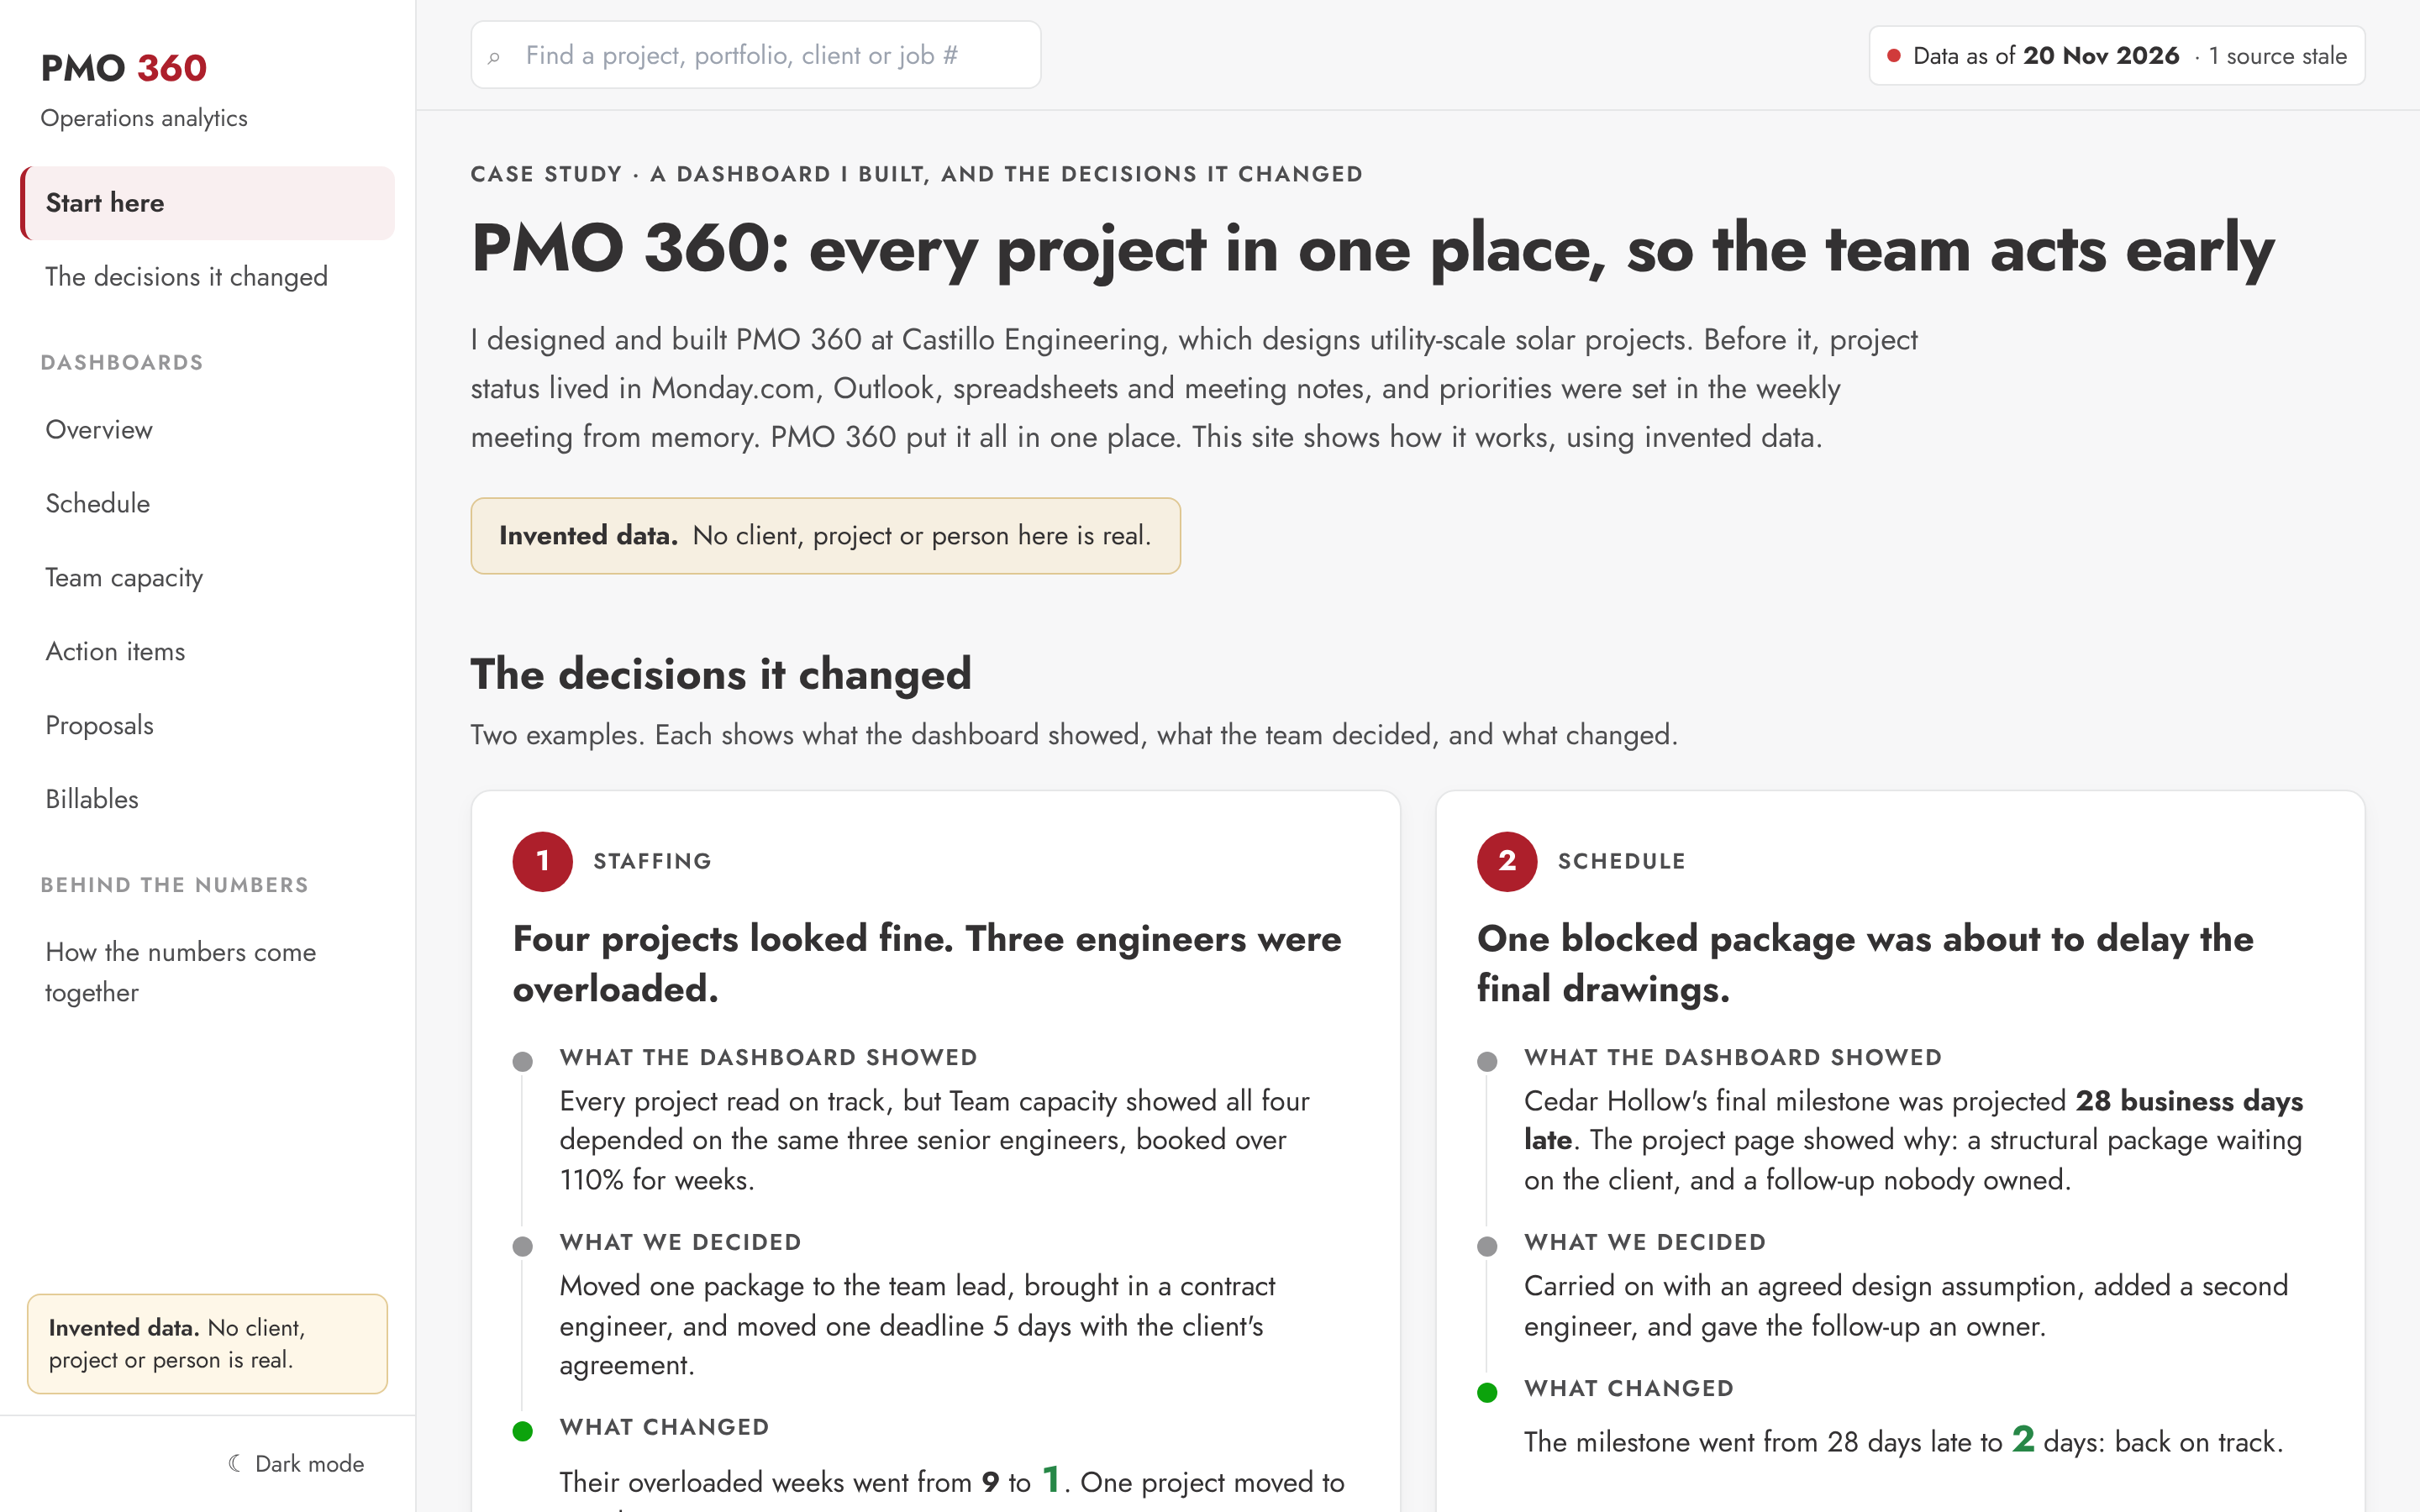 PMO 360
Operations analytics
Start here
The decisions it changed
DASHBOARDS
Overview
Schedule
Team capacity
Action items
Proposals
Billables
BEHIND THE NUMBERS
How the numbers come
together
Invented data. No client,
project or person is real.
☾ Dark mode
Find a project, portfolio, client or job #
Data as of 20 Nov 2026 · 1 source stale
CASE STUDY · A DASHBOARD I BUILT, AND THE DECISIONS IT CHANGED
PMO 360: every project in one place, so the team acts early
I designed and built PMO 360 at Castillo Engineering, which designs utility-scale solar projects. Before it, project
status lived in Monday.com, Outlook, spreadsheets and meeting notes, and priorities were set in the weekly
meeting from memory. PMO 360 put it all in one place. This site shows how it works, using invented data.
Invented data. No client, project or person here is real.
The decisions it changed
Two examples. Each shows what the dashboard showed, what the team decided, and what changed.
1 STAFFING
Four projects looked fine. Three engineers were
overloaded.
WHAT THE DASHBOARD SHOWED
Every project read on track, but Team capacity showed all four
depended on the same three senior engineers, booked over
110% for weeks.
WHAT WE DECIDED
Moved one package to the team lead, brought in a contract
engineer, and moved one deadline 5 days with the client's
agreement.
WHAT CHANGED
Their overloaded weeks went from 9 to 1. One project moved to
2 SCHEDULE
One blocked package was about to delay the
final drawings.
WHAT THE DASHBOARD SHOWED
Cedar Hollow's final milestone was projected 28 business days
late. The project page showed why: a structural package waiting
on the client, and a follow-up nobody owned.
WHAT WE DECIDED
Carried on with an agreed design assumption, added a second
engineer, and gave the follow-up an owner.
WHAT CHANGED
The milestone went from 28 days late to 2 days: back on track.